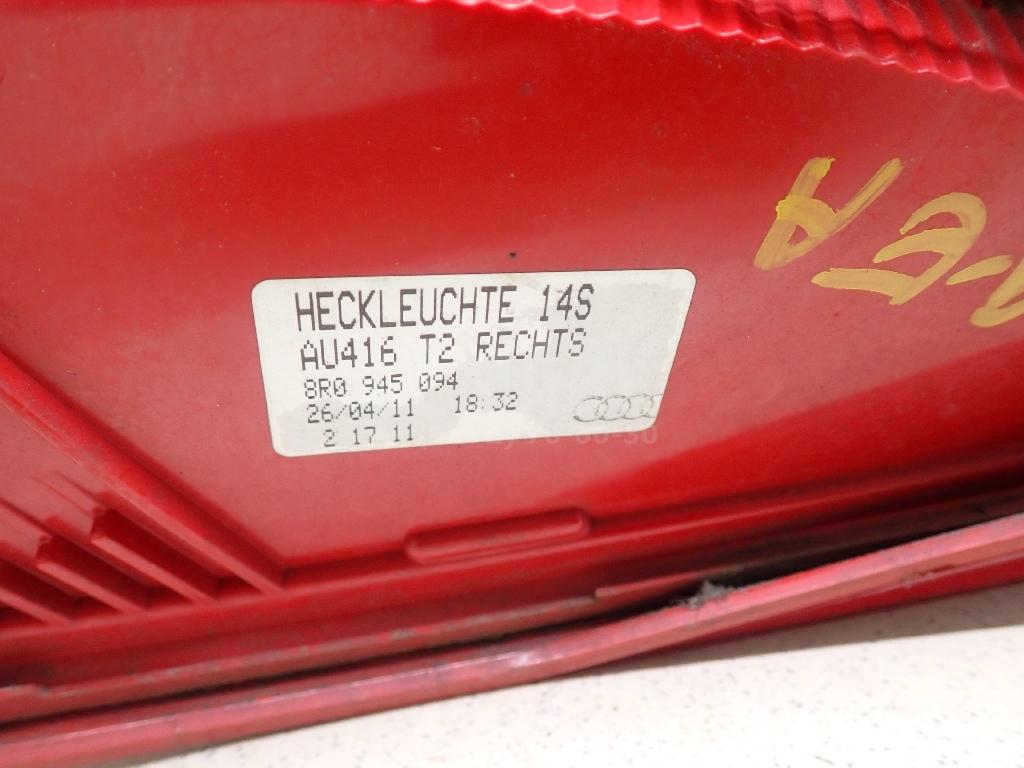 HECKLEUCHTE 14S
AU416 T2 RECHTS
8R0 945 094
26/04/11 18:32
2 17 11